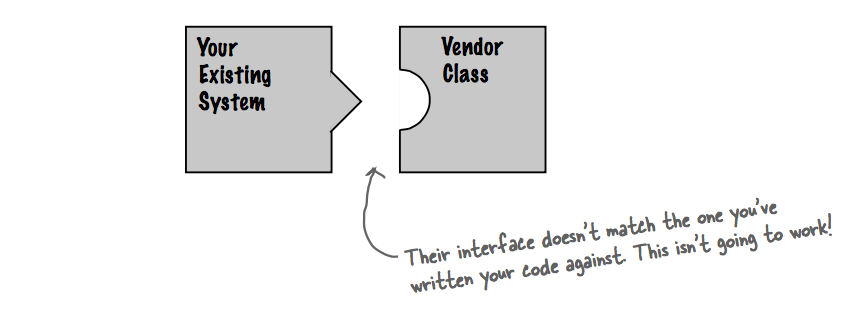 Your
Existing
System
Vendor
Class
Their interface doesn't match the one you've
written your code against. This isn't going to work!